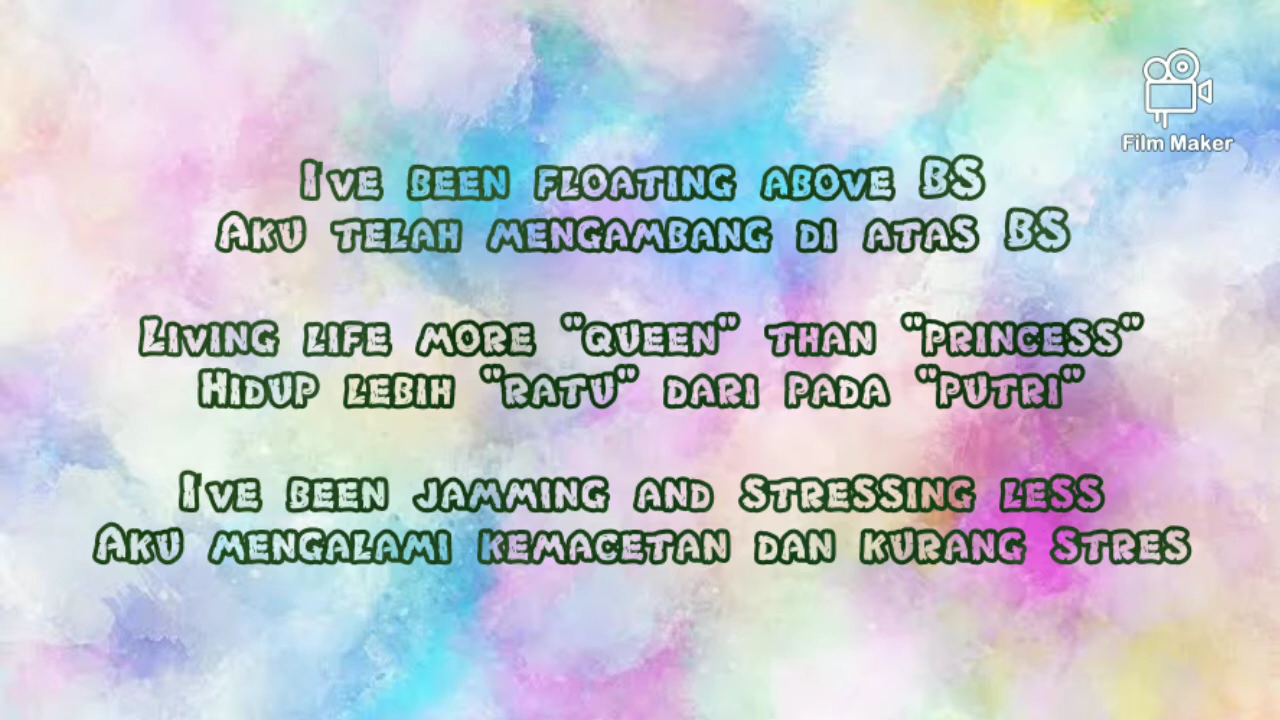 Film Maker
I've been floating above BS
Aku telah mengambang di atas BS
Living life more "queen" than "princess"
Hidup lebih "ratu" dari pada "putri"
I've been jamming and stressing less
Aku mengalami kemacetan dan kurang stres